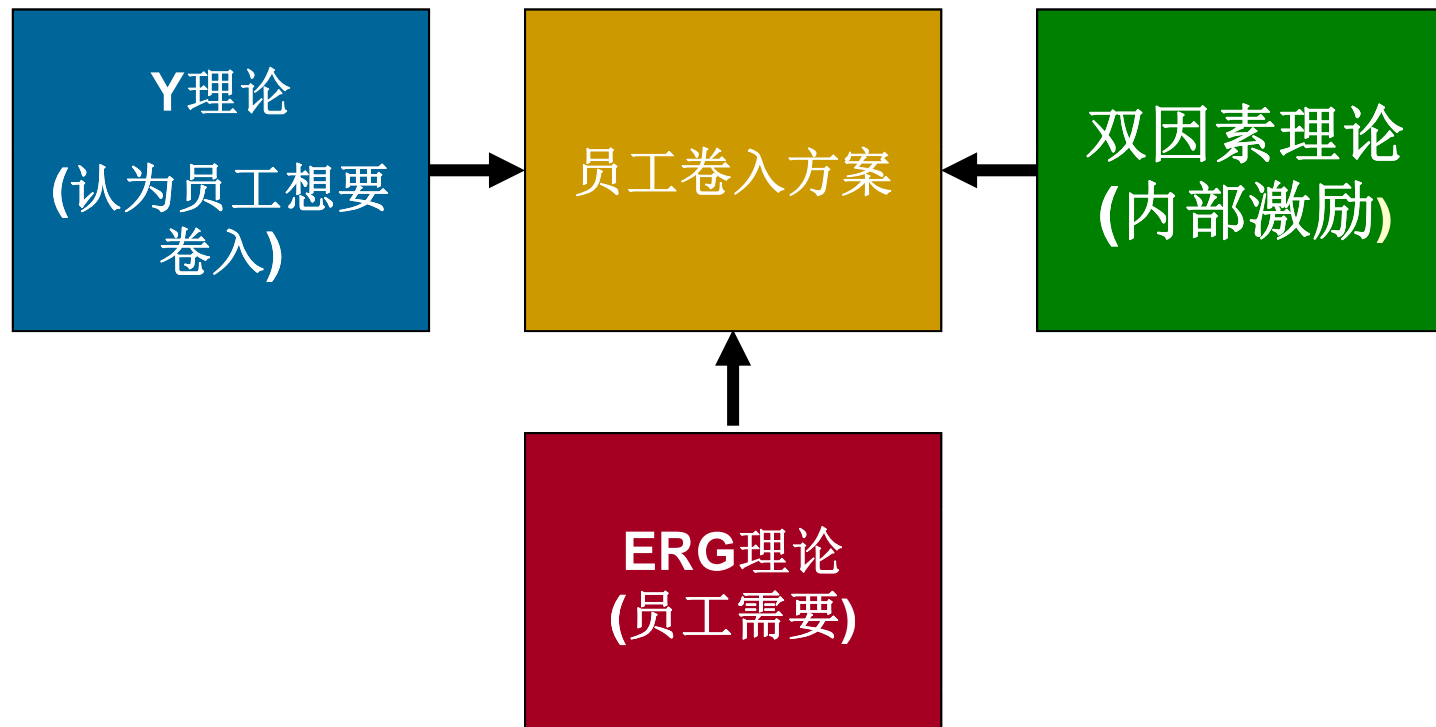 Y理论
(认为员工想要
卷入)
员工卷入方案
双因素理论
(内部激励)
ERG理论
(员工需要)